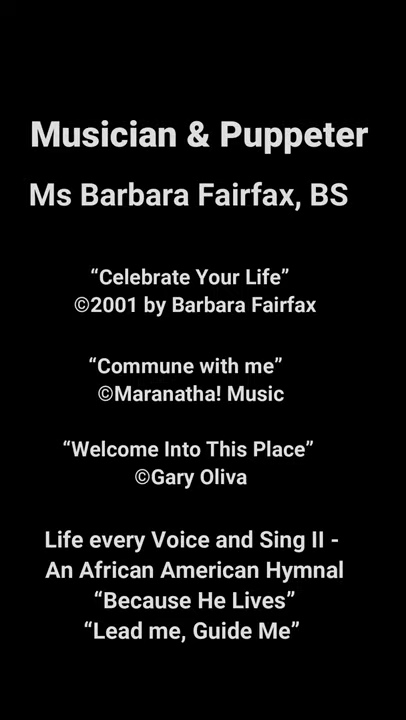 Musician & Puppeter
Ms Barbara Fairfax, BS
“Celebrate Your Life”
©2001 by Barbara Fairfax
“Commune with me”
©Maranatha! Music
“Welcome Into This Place”
©Gary Oliva
Life every Voice and Sing II -
An African American Hymnal
“Because He Lives”
“Lead me, Guide Me”